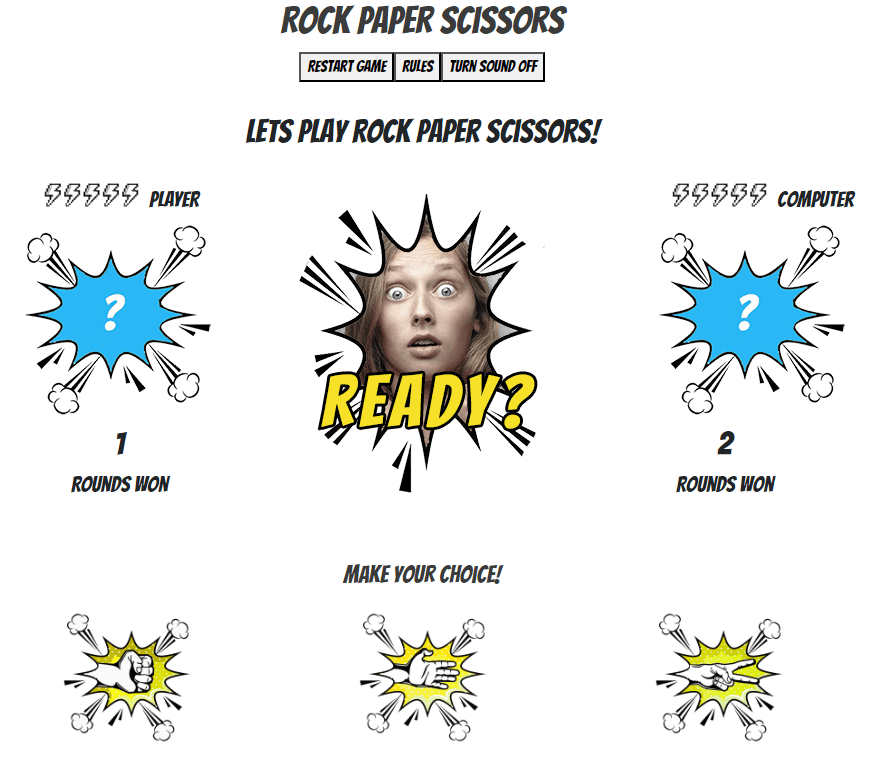 ROCK PAPER SCISSORS
RESTART GAME RULES TURN SOUND OFF
LETS PLAY ROCK PAPER SCISSORS!
PLAYER
COMPUTER
?
READY?
?
1
2
ROUNDS WON
ROUNDS WON
MAKE YOUR CHOICE!